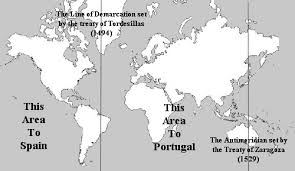 The Line of Demarcation set
by the treaty of Tordesillas
(1494)
This
Area
To
Spain
This
Area
To
Portugal
The Antimeridian set by
the Treaty of Zaragoza
(1529)